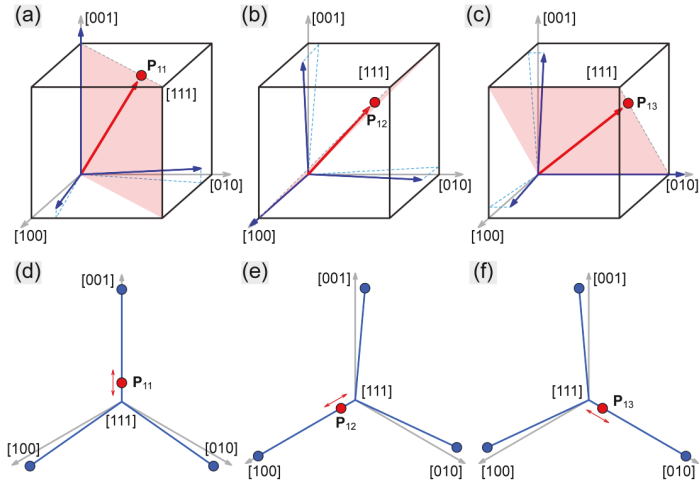 (a)
[001]
P11
[111]
[010]
[100]
(b)
[001]
[111]
P12
[010]
[100]
(c)
[001]
[111]
P13
[010]
[100]
(d)
[001]
P11
[100]
[111]
[010]
(e)
[001]
[111]
P12
[100]
[010]
(f)
[001]
[111]
P13
[100]
[010]